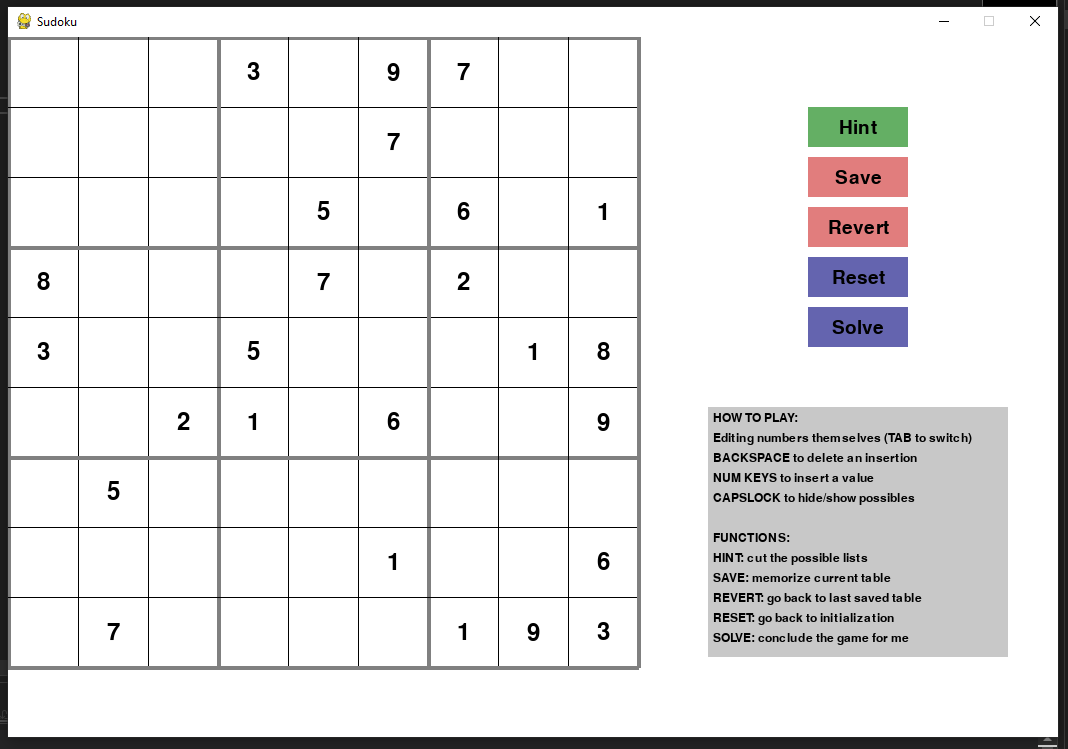 Sudoku
3 9 7
7
5 6 1
8 7 2
3 5 1 8
2 1 6 9
5
1 6
7 1 9 3
Hint
Save
Revert
Reset
Solve
HOW TO PLAY:
Editing numbers themselves (TAB to switch)
BACKSPACE to delete an insertion
NUM KEYS to insert a value
CAPSLOCK to hide/show possibles
FUNCTIONS:
HINT: cut the possible lists
SAVE: memorize current table
REVERT: go back to last saved table
RESET: go back to initialization
SOLVE: conclude the game for me